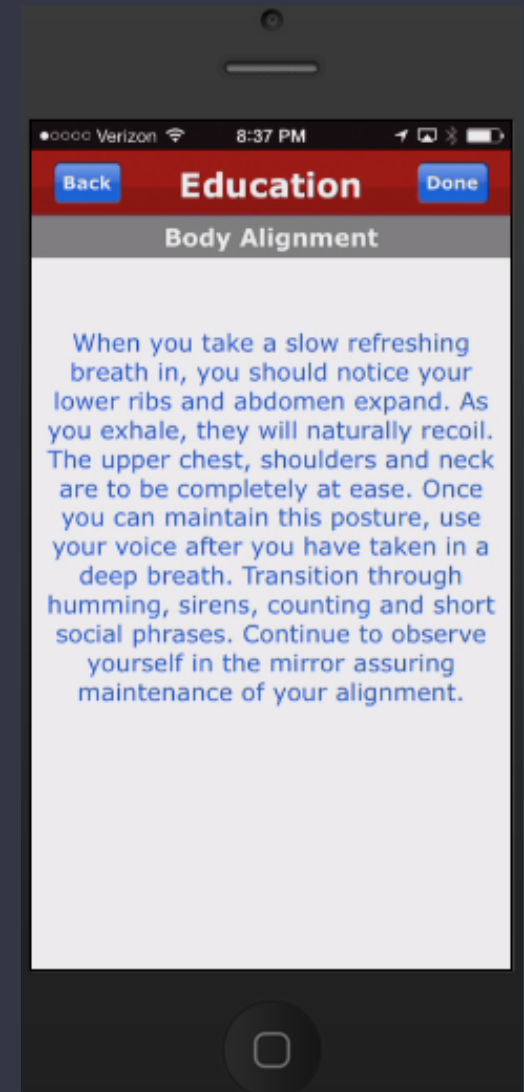 Verizon 8:37 PM
Back Education Done
Body Alignment
When you take a slow refreshing
breath in, you should notice your
lower ribs and abdomen expand. As
you exhale, they will naturally recoil.
The upper chest, shoulders and neck
are to be completely at ease. Once
you can maintain this posture, use
your voice after you have taken in a
deep breath. Transition through
humming, sirens, counting and short
social phrases. Continue to observe
yourself in the mirror assuring
maintenance of your alignment.